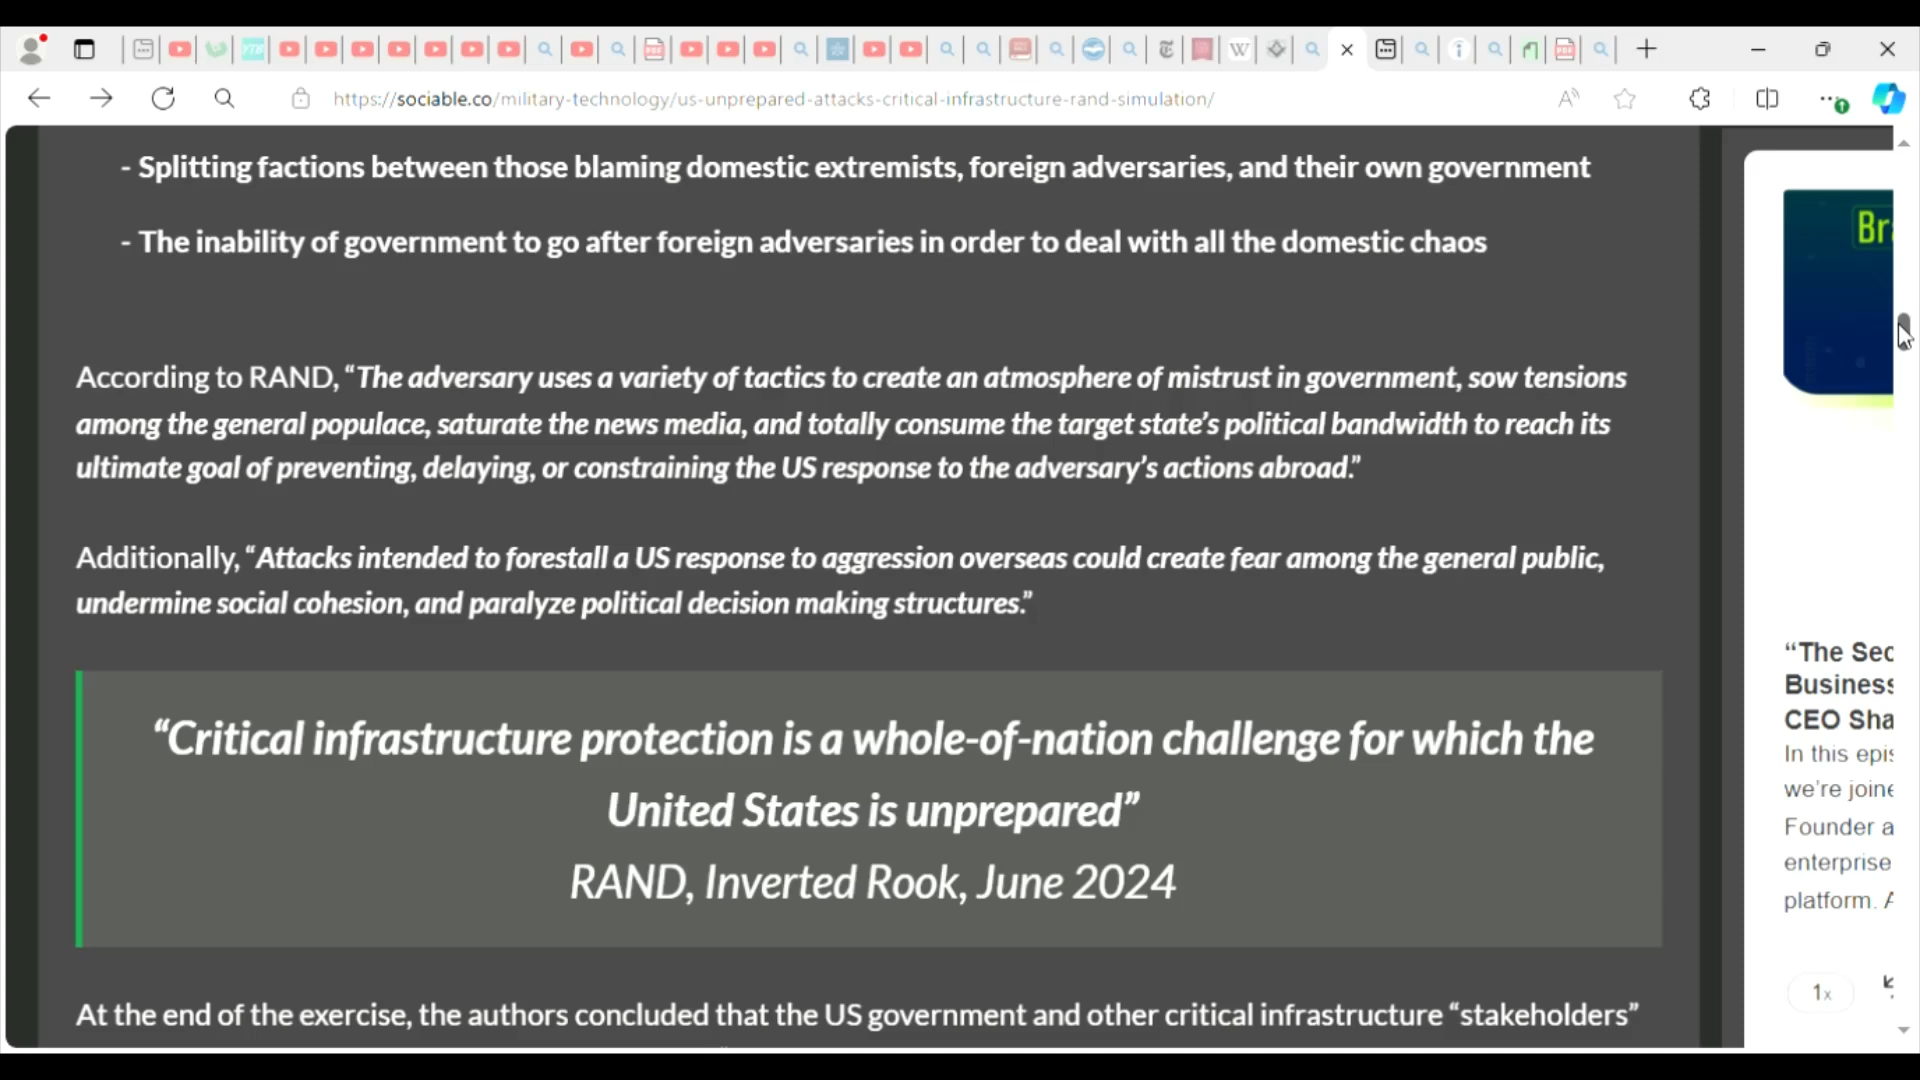 https://sociable.co/military-technology/us-unprepared-attacks-critical-infrastructure-rand-simulation/
- Splitting factions between those blaming domestic extremists, foreign adversaries, and their own government
- The inability of government to go after foreign adversaries in order to deal with all the domestic chaos
According to RAND, “The adversary uses a variety of tactics to create an atmosphere of mistrust in government, sow tensions
among the general populace, saturate the news media, and totally consume the target state’s political bandwidth to reach its
ultimate goal of preventing, delaying, or constraining the US response to the adversary’s actions abroad.”
Additionally, “Attacks intended to forestall a US response to aggression overseas could create fear among the general public,
undermine social cohesion, and paralyze political decision making structures.”
“Critical infrastructure protection is a whole-of-nation challenge for which the
United States is unprepared”
RAND, Inverted Rook, June 2024
At the end of the exercise, the authors concluded that the US government and other critical infrastructure “stakeholders”
Br
“The Sec
Business
CEO Sha
In this epis
we’re joine
Founder a
enterprise
platform. A
1x